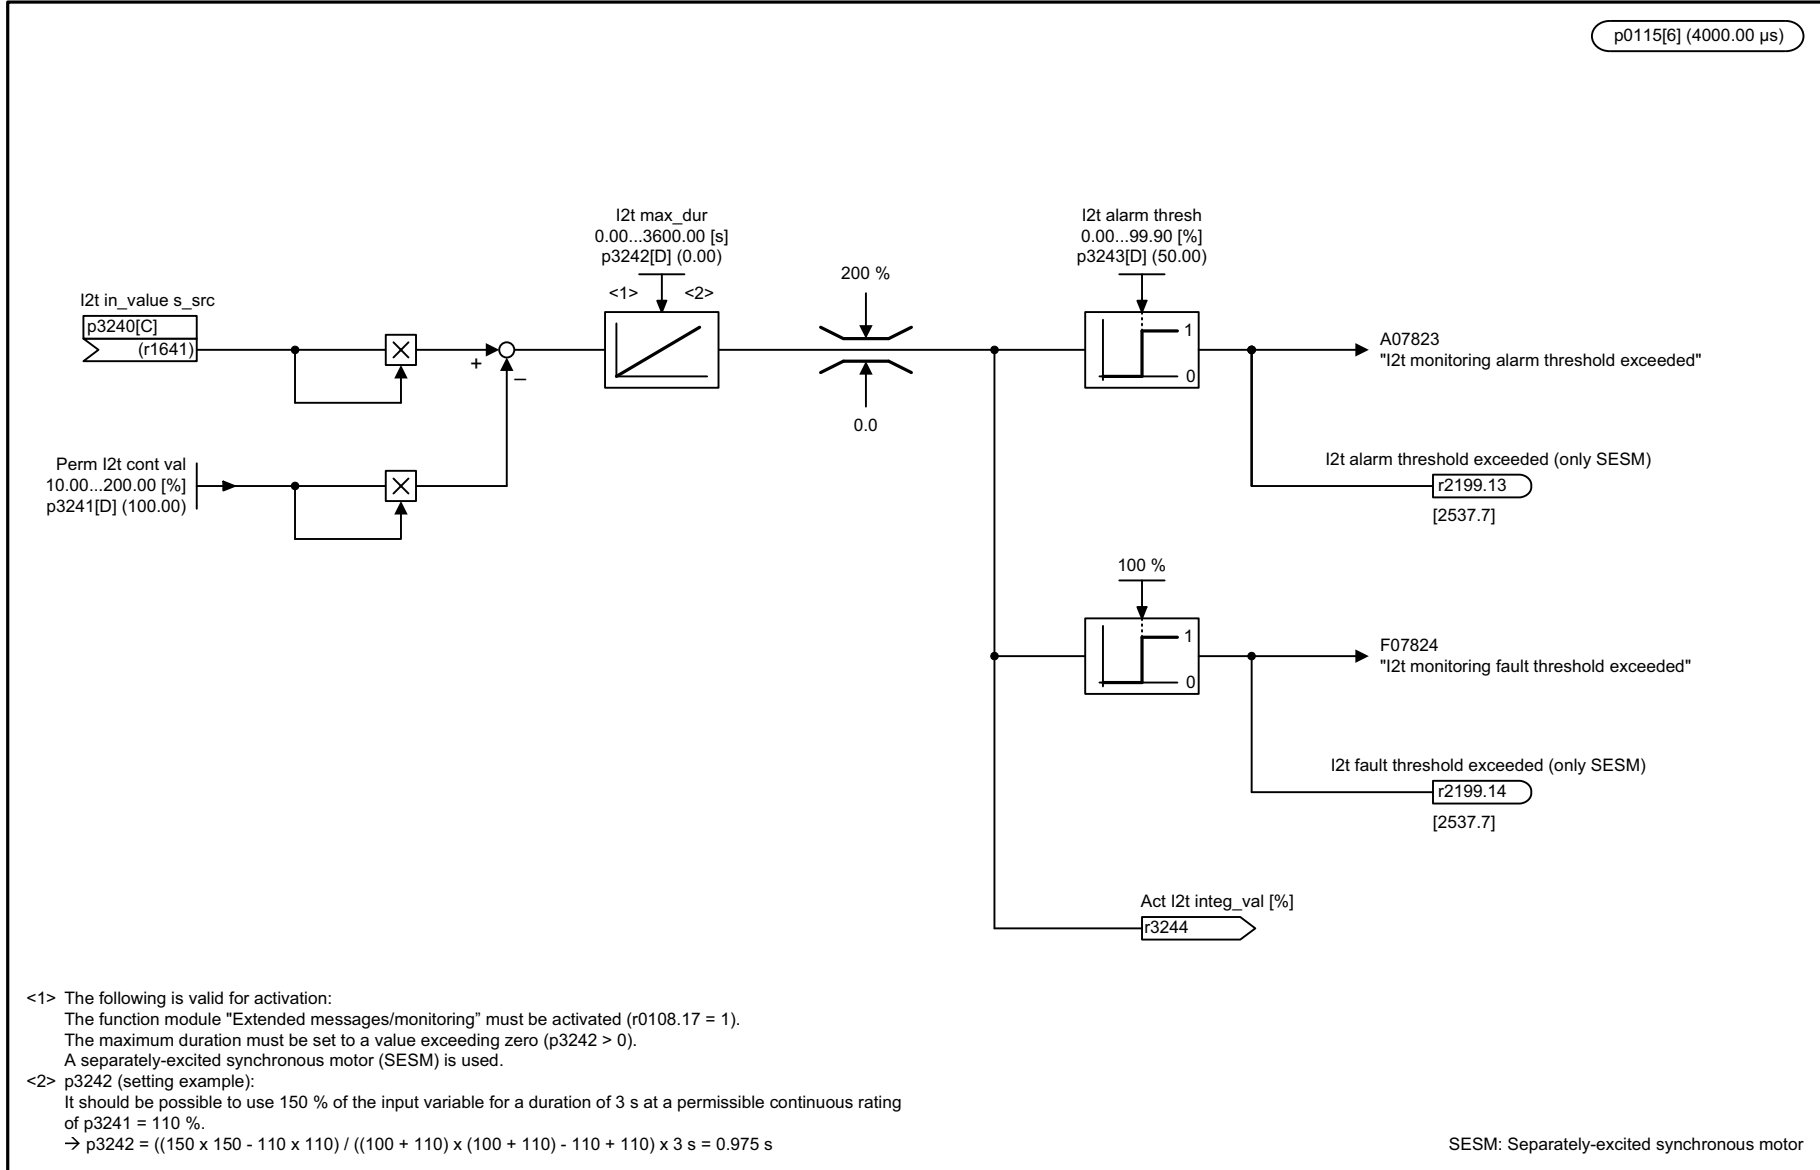 p0115[6] (4000.00 µs)
I2t max_dur
0.00...3600.00 [s]
p3242[D] (0.00)
<1> <2>
I2t alarm thresh
0.00...99.90 [%]
p3243[D] (50.00)
200 %
I2t in_value s_src
p3240[C]
(r1641)
+
–
1
0
0.0
A07823
"I2t monitoring alarm threshold exceeded"
Perm I2t cont val
10.00...200.00 [%]
p3241[D] (100.00)
I2t alarm threshold exceeded (only SESM)
r2199.13
[2537.7]
100 %
1
0
F07824
"I2t monitoring fault threshold exceeded"
I2t fault threshold exceeded (only SESM)
r2199.14
[2537.7]
Act I2t integ_val [%]
r3244
<1> The following is valid for activation:
The function module "Extended messages/monitoring” must be activated (r0108.17 = 1).
The maximum duration must be set to a value exceeding zero (p3242 > 0).
A separately-excited synchronous motor (SESM) is used.
<2> p3242 (setting example):
It should be possible to use 150 % of the input variable for a duration of 3 s at a permissible continuous rating
of p3241 = 110 %.
→ p3242 = ((150 x 150 - 110 x 110) / ((100 + 110) x (100 + 110) - 110 + 110) x 3 s = 0.975 s
SESM: Separately-excited synchronous motor